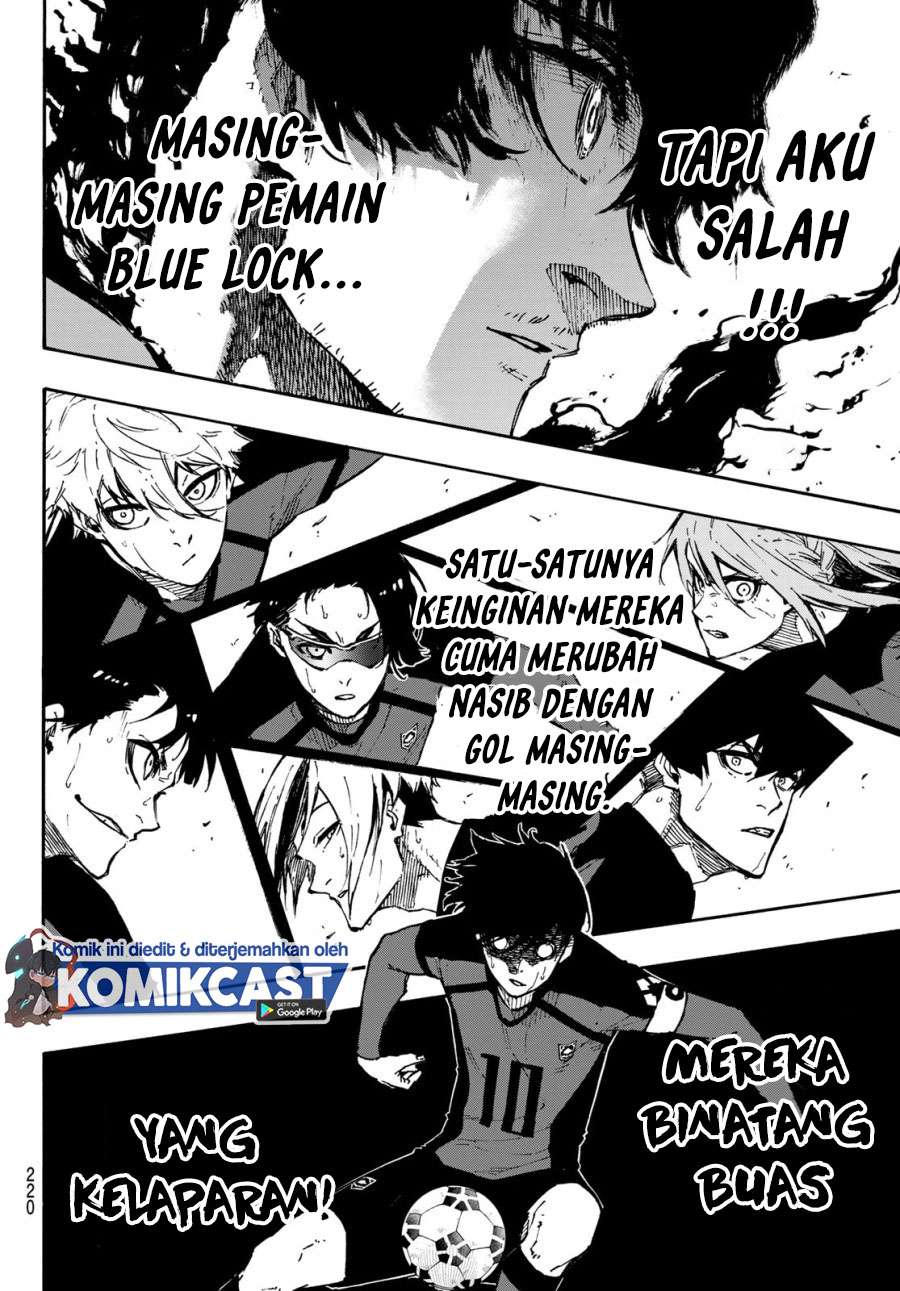 TAPI AKU
SALAH
!!!
MASING-
MASING PEMAIN
BLUE LOCK...
SATU-SATUNYA
KEINGINAN MEREKA
CUMA MERUBAH
NASIB DENGAN
GOL MASING-
MASING.
MEREKA
BINATANG
BUAS
YANG
KELAPARAN!
10
Komik ini diedit & diterjemahkan oleh
KOMIKCAST
GET IT ON
Google Play
220